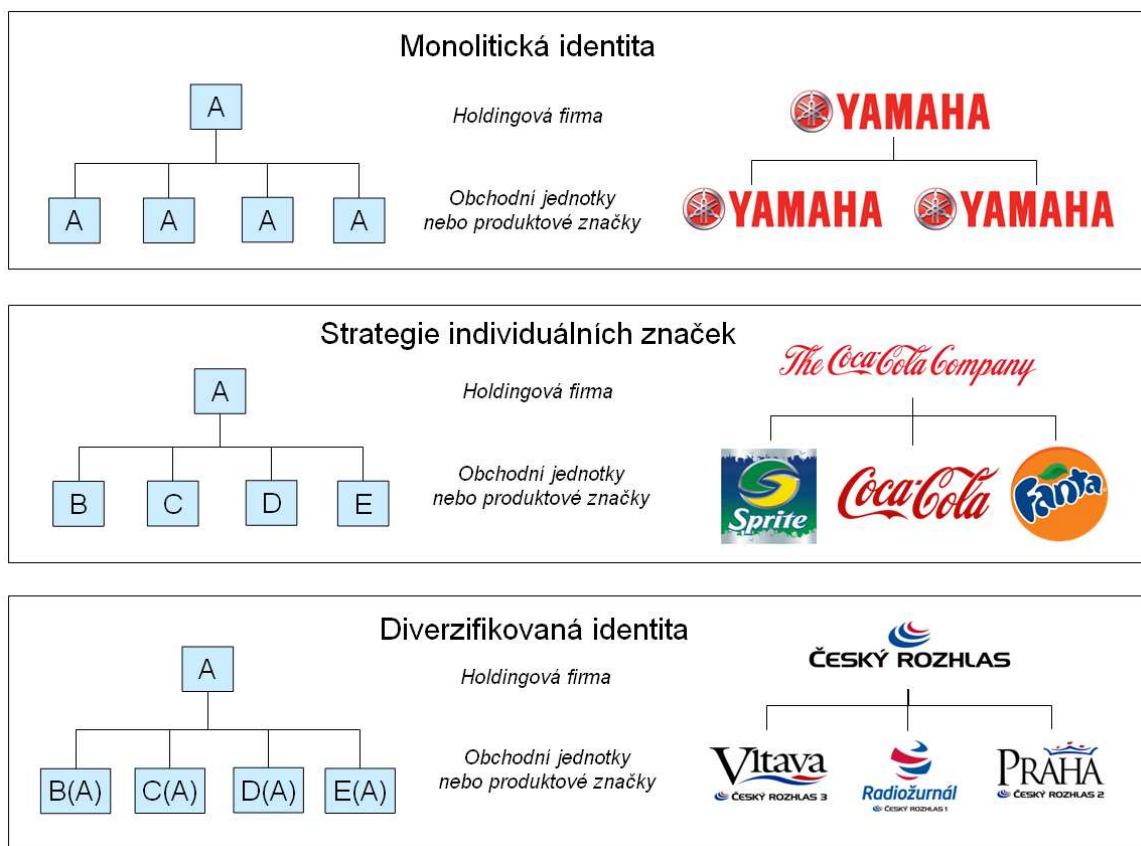 Monolitická identita
A
Holdingová firma
YAMAHA
A A A A
Obchodní jednotky
nebo produktové značky
YAMAHA YAMAHA
Strategie individuálních značek
A
Holdingová firma
The Coca-Cola Company
B C D E
Obchodní jednotky
nebo produktové značky
Sprite Coca-Cola Fanta
Diverzifikovaná identita
A
Holdingová firma
ČESKÝ ROZHLAS
B(A) C(A) D(A) E(A)
Obchodní jednotky
nebo produktové značky
Vltava
ČESKÝ ROZHLAS 3
Radiožurnál
ČESKÝ ROZHLAS 1
PRAHA
ČESKÝ ROZHLAS 2